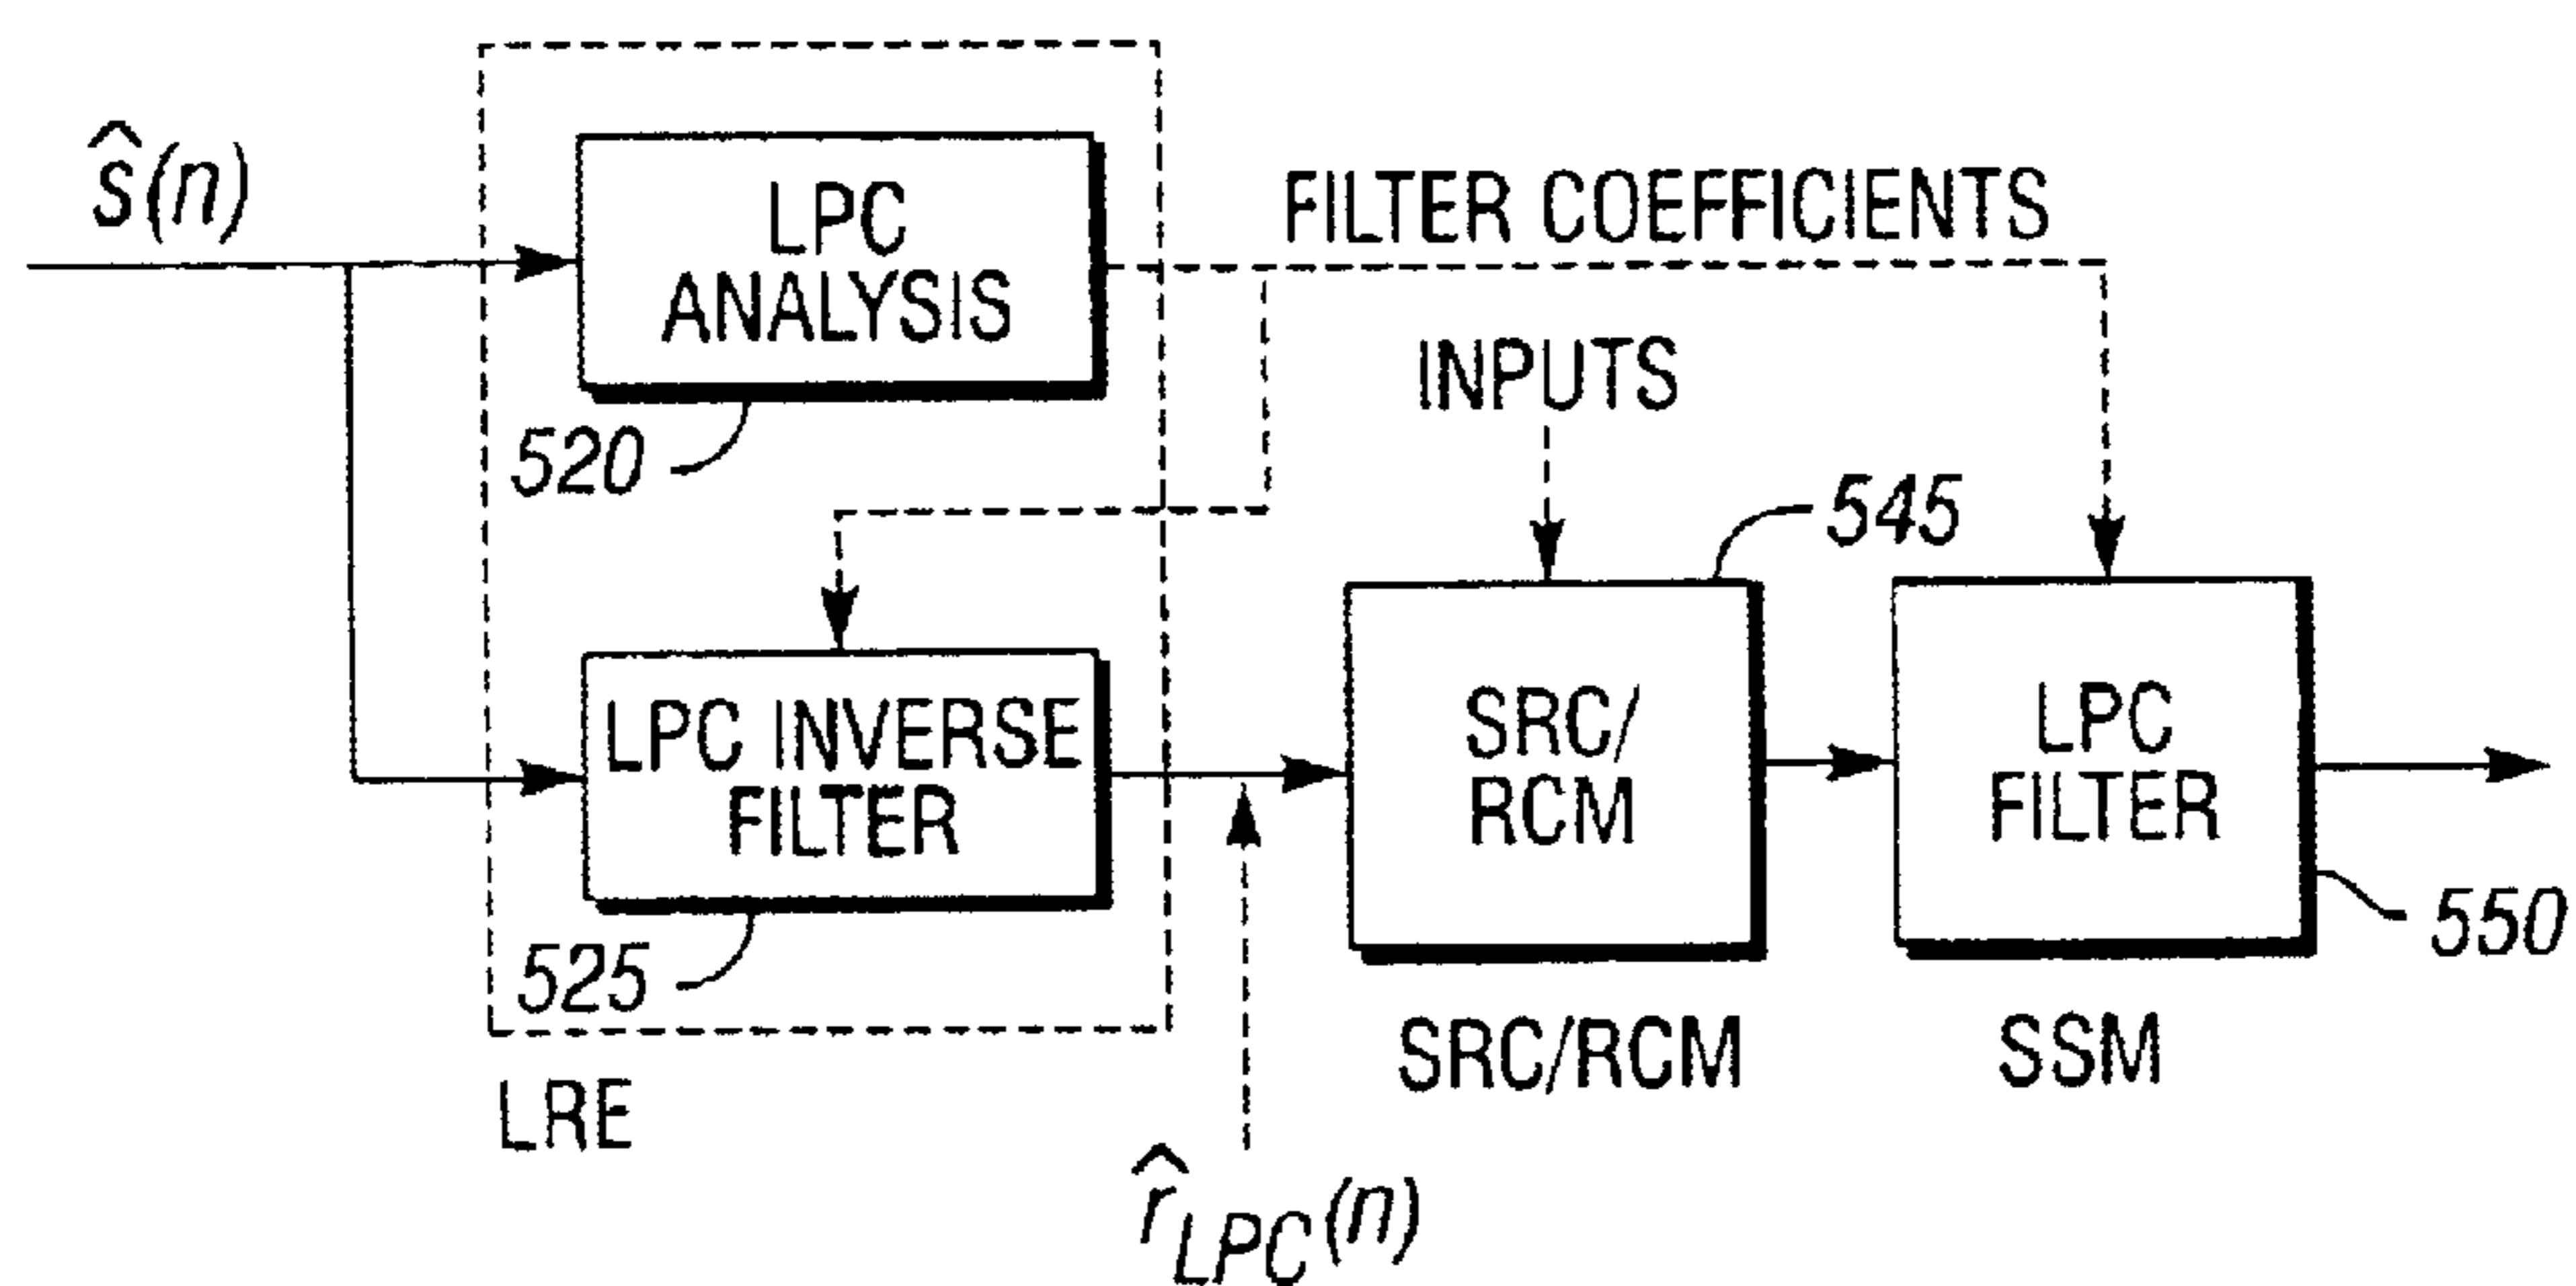 ŝ(n)
LPC
ANALYSIS
520
FILTER COEFFICIENTS
INPUTS
545
LPC INVERSE
FILTER
525
LRE
SRC/
RCM
SRC/RCM
LPC
FILTER
550
SSM
r̂LPC(n)